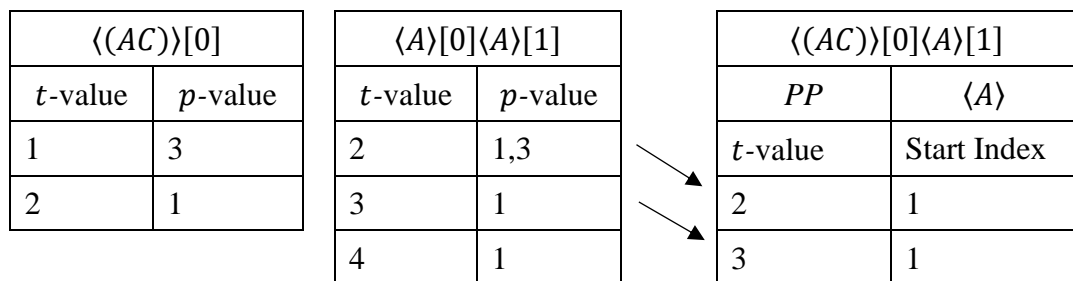 ⟨(AC)⟩[0] ⟨A⟩[0]⟨A⟩[1] ⟨(AC)⟩[0]⟨A⟩[1]
t-value p-value t-value p-value PP ⟨A⟩
1 3 2 1,3 t-value Start Index
2 1 3 1 2 1
4 1 3 1